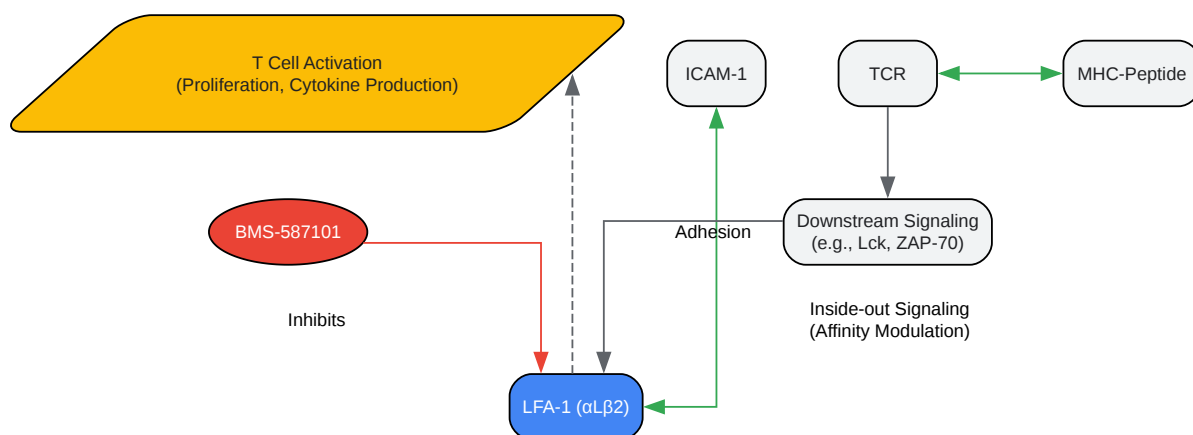 T Cell Activation
(Proliferation, Cytokine Production)
ICAM-1
TCR
MHC-Peptide
BMS-587101
Adhesion
Downstream Signaling
(e.g., Lck, ZAP-70)
Inhibits
Inside-out Signaling
(Affinity Modulation)
LFA-1 (αLβ2)